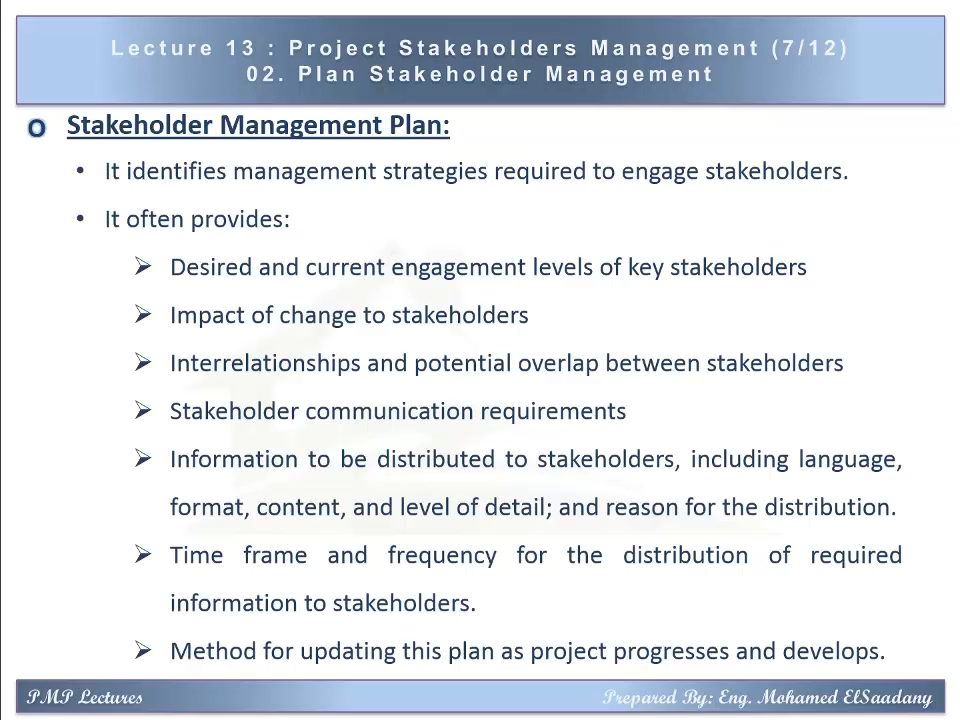 Lecture 13 : Project Stakeholders Management (7/12)
02. Plan Stakeholder Management
o Stakeholder Management Plan:
• It identifies management strategies required to engage stakeholders.
• It often provides:
➢ Desired and current engagement levels of key stakeholders
➢ Impact of change to stakeholders
➢ Interrelationships and potential overlap between stakeholders
➢ Stakeholder communication requirements
➢ Information to be distributed to stakeholders, including language,
format, content, and level of detail; and reason for the distribution.
➢ Time frame and frequency for the distribution of required
information to stakeholders.
➢ Method for updating this plan as project progresses and develops.
PMP Lectures
Prepared By: Eng. Mohamed ElSaadany